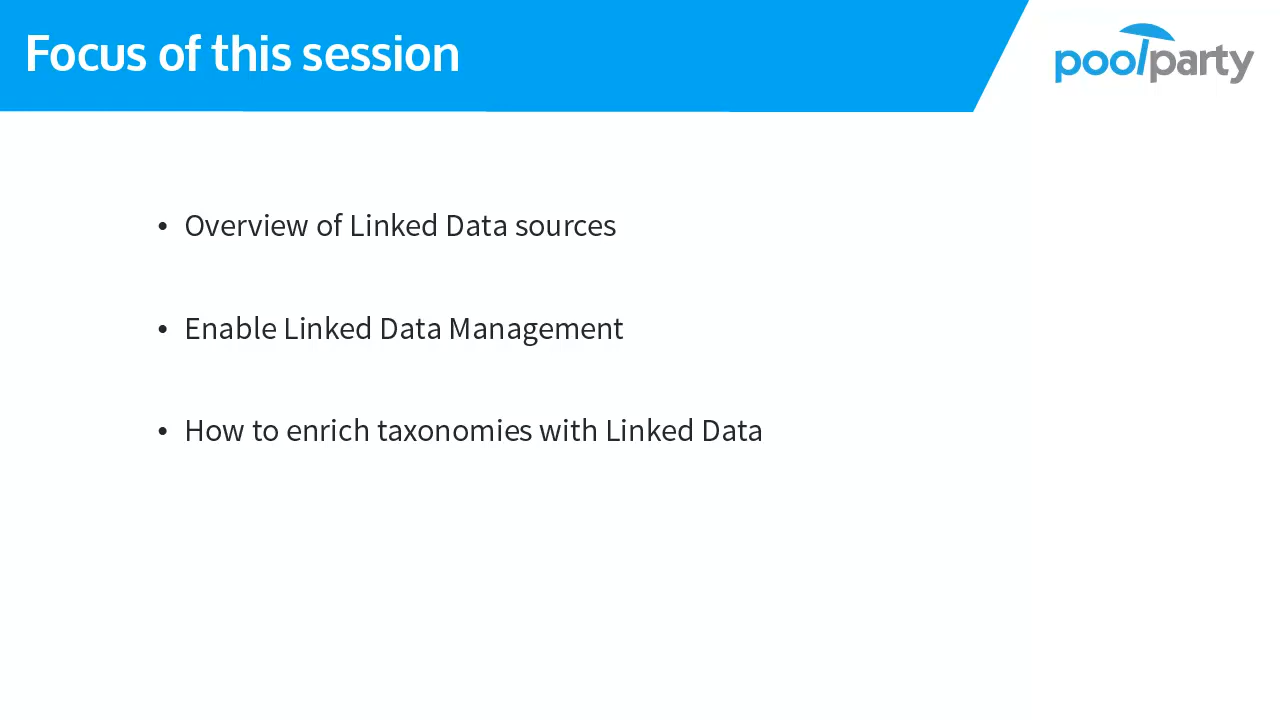 Focus of this session
poolparty
• Overview of Linked Data sources
• Enable Linked Data Management
• How to enrich taxonomies with Linked Data